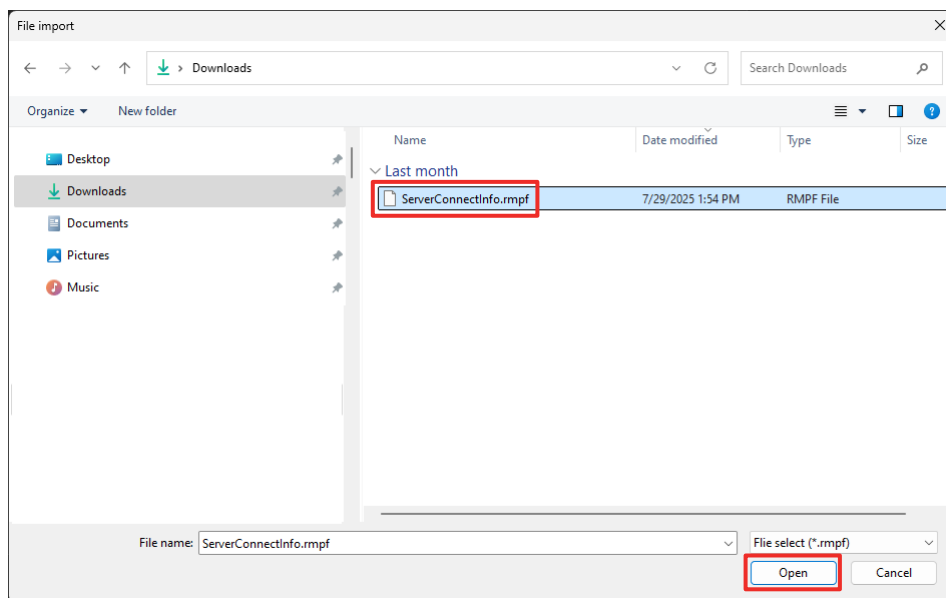 File import
Downloads
Search Downloads
Organize
New folder
Name
Date modified
Type
Size
Desktop
Downloads
Documents
Pictures
Music
Last month
ServerConnectInfo.rmpf 7/29/2025 1:54 PM RMPF File
File name: ServerConnectInfo.rmpf
Flie select (*.rmpf)
Open
Cancel